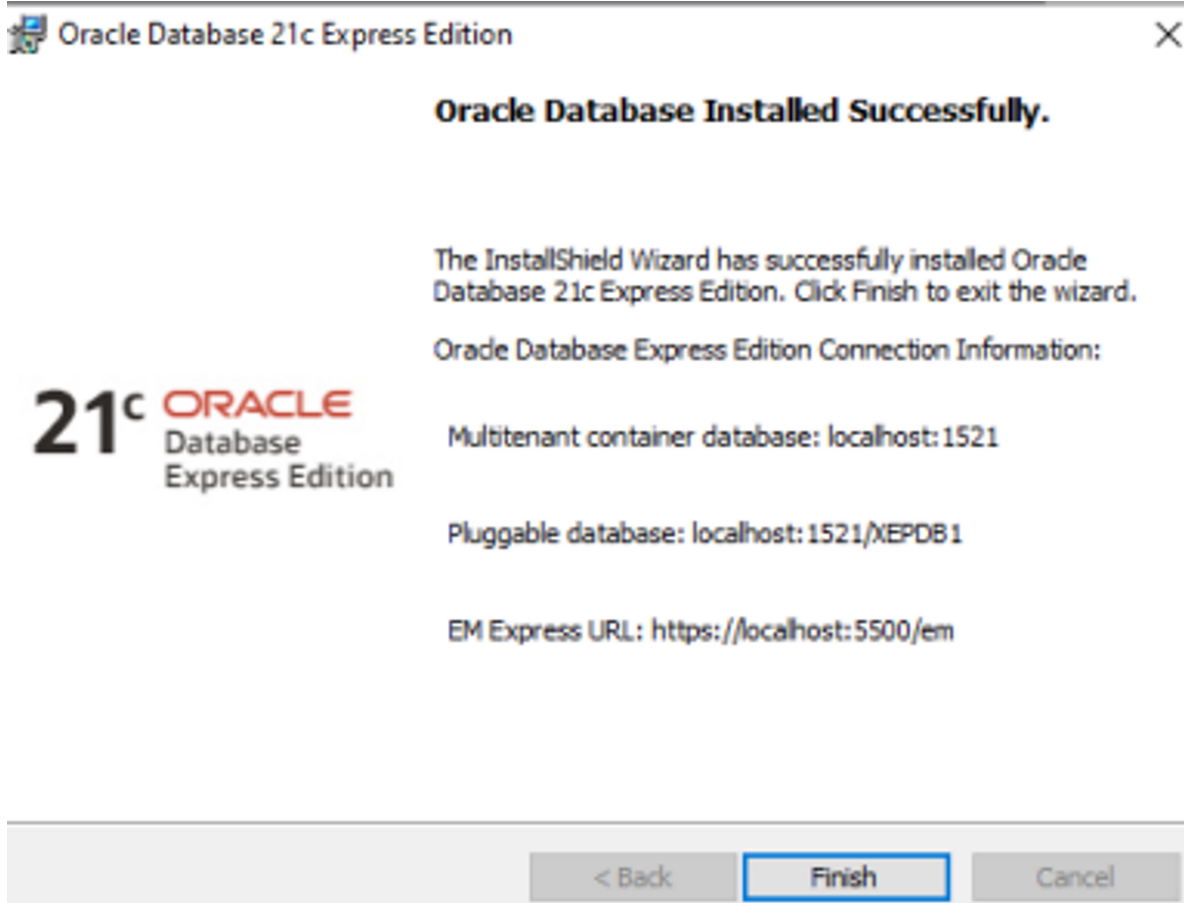 Oracle Database 21c Express Edition
Oracle Database Installed Successfully.
The InstallShield Wizard has successfully installed Oracle
Database 21c Express Edition. Click Finish to exit the wizard.
Oracle Database Express Edition Connection Information:
21c ORACLE
Database
Express Edition
Multitenant container database: localhost:1521
Pluggable database: localhost:1521/XEPDB1
EM Express URL: https://localhost:5500/em
< Back
Finish
Cancel